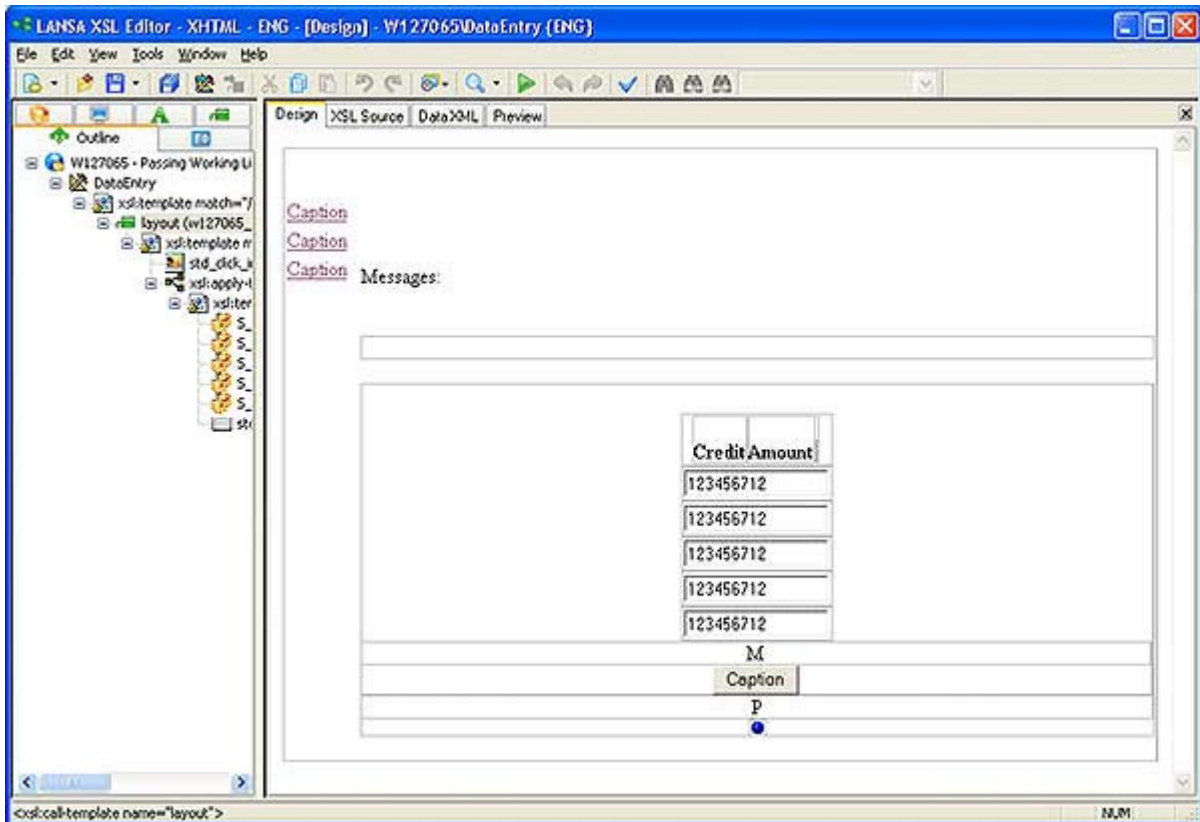 LANSA XSL Editor - XHTML - ENG - [Design] - W127065\DataEntry {ENG}
File Edit View Tools Window Help
Design XSL Source Data XML Preview
Outline
W127065 - Passing Working Li
DataEntry
xsl:template match="/
layout (w127065_
xsl:template m
std_click_i
xsl:apply-t
xsl:ter
S_
S_
S_
S_
S_
std
Caption
Caption
Caption
Messages:
Credit Amount
123456712
123456712
123456712
123456712
123456712
M
Caption
P
<xsl:call-template name="layout">
NUM